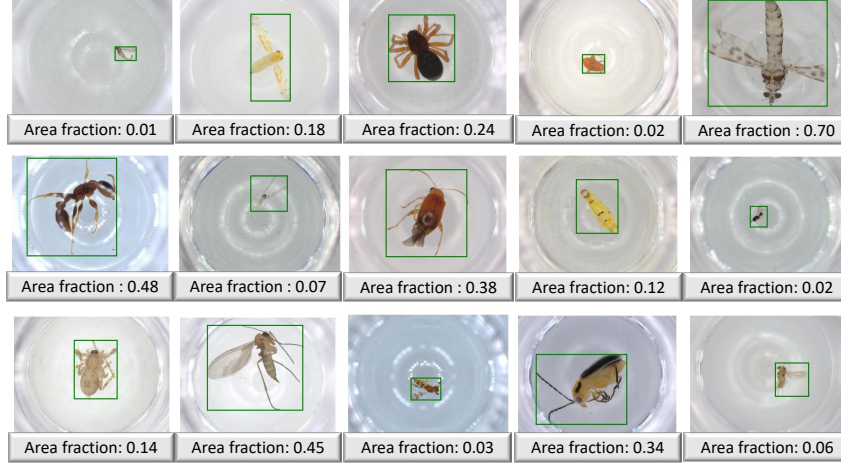 Area fraction: 0.01
Area fraction: 0.18
Area fraction: 0.24
Area fraction: 0.02
Area fraction : 0.70
Area fraction : 0.48
Area fraction : 0.07
Area fraction : 0.38
Area fraction: 0.12
Area fraction: 0.02
Area fraction: 0.14
Area fraction: 0.45
Area fraction: 0.03
Area fraction: 0.34
Area fraction: 0.06